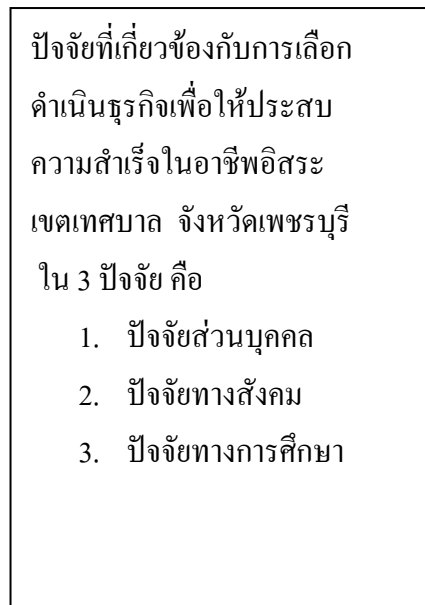 ปัจจัยที่เกี่ยวข้องกับการเลือก
ดำเนินธุรกิจเพื่อให้ประสบ
ความสำเร็จในอาชีพอิสระ
เขตเทศบาล จังหวัดเพชรบุรี
ใน 3 ปัจจัย คือ
1. ปัจจัยส่วนบุคคล
2. ปัจจัยทางสังคม
3. ปัจจัยทางการศึกษา